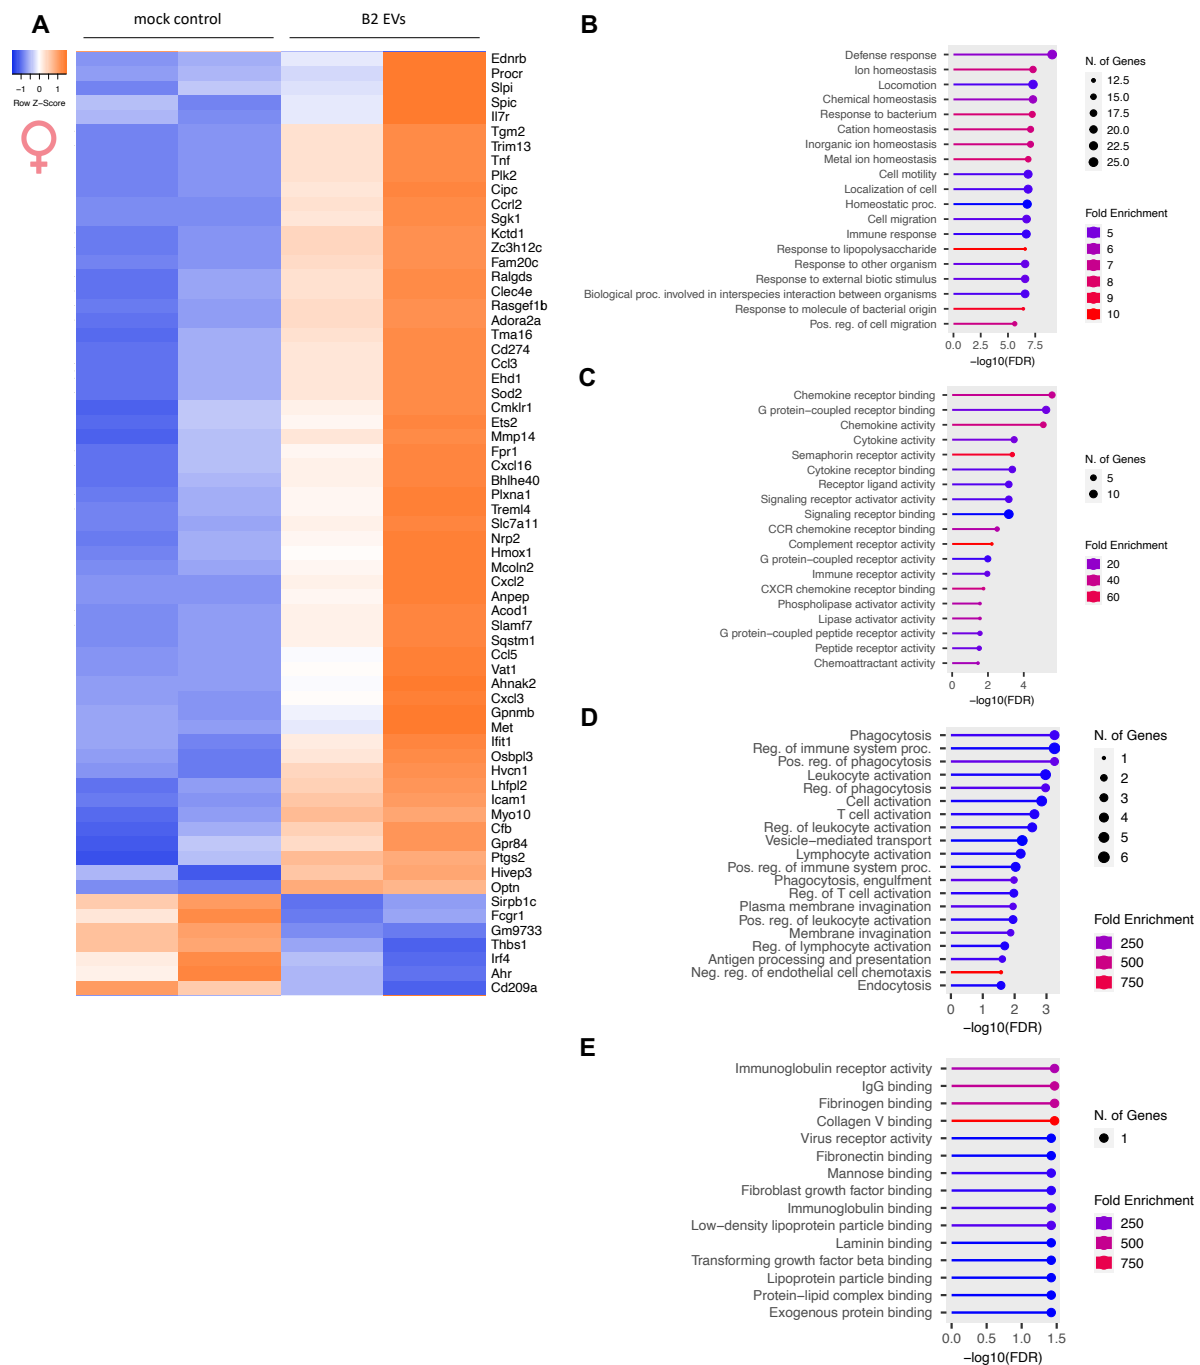 A
mock control
B2 EVs
−1 0 1
Row Z−Score
Ednrb
Procr
Slpi
Spic
Il7r
Tgm2
Trim13
Tnf
Plk2
Cipc
Ccrl2
Sgk1
Kctd1
Zc3h12c
Fam20c
Ralgds
Clec4e
Rasgef1b
Adora2a
Tma16
Cd274
Ccl3
Ehd1
Sod2
Cmklr1
Ets2
Mmp14
Fpr1
Cxcl16
Bhlhe40
Plxna1
Treml4
Slc7a11
Nrp2
Hmox1
Mcoln2
Cxcl2
Anpep
Acod1
Slamf7
Sqstm1
Ccl5
Vat1
Ahnak2
Cxcl3
Gpnmb
Met
Ifit1
Osbpl3
Hvcn1
Lhfpl2
Icam1
Myo10
Cfb
Gpr84
Ptgs2
Hivep3
Optn
Sirpb1c
Fcgr1
Gm9733
Thbs1
Irf4
Ahr
Cd209a
B
Defense response
Ion homeostasis
Locomotion
Chemical homeostasis
Response to bacterium
Cation homeostasis
Inorganic ion homeostasis
Metal ion homeostasis
Cell motility
Localization of cell
Homeostatic proc.
Cell migration
Immune response
Response to lipopolysaccharide
Response to other organism
Response to external biotic stimulus
Biological proc. involved in interspecies interaction between organisms
Response to molecule of bacterial origin
Pos. reg. of cell migration
0.0 2.5 5.0 7.5
−log10(FDR)
N. of Genes
12.5
15.0
17.5
20.0
22.5
25.0
Fold Enrichment
5
6
7
8
9
10
C
Chemokine receptor binding
G protein−coupled receptor binding
Chemokine activity
Cytokine activity
Semaphorin receptor activity
Cytokine receptor binding
Receptor ligand activity
Signaling receptor activator activity
Signaling receptor binding
CCR chemokine receptor binding
Complement receptor activity
G protein−coupled receptor activity
Immune receptor activity
CXCR chemokine receptor binding
Phospholipase activator activity
Lipase activator activity
G protein−coupled peptide receptor activity
Peptide receptor activity
Chemoattractant activity
0 2 4
−log10(FDR)
N. of Genes
5
10
Fold Enrichment
20
40
60
D
Phagocytosis
Reg. of immune system proc.
Pos. reg. of phagocytosis
Leukocyte activation
Reg. of phagocytosis
Cell activation
T cell activation
Reg. of leukocyte activation
Vesicle−mediated transport
Lymphocyte activation
Pos. reg. of immune system proc.
Phagocytosis, engulfment
Reg. of T cell activation
Plasma membrane invagination
Pos. reg. of leukocyte activation
Membrane invagination
Reg. of lymphocyte activation
Antigen processing and presentation
Neg. reg. of endothelial cell chemotaxis
Endocytosis
0 1 2 3
−log10(FDR)
N. of Genes
1
2
3
4
5
6
Fold Enrichment
250
500
750
E
Immunoglobulin receptor activity
IgG binding
Fibrinogen binding
Collagen V binding
Virus receptor activity
Fibronectin binding
Mannose binding
Fibroblast growth factor binding
Immunoglobulin binding
Low−density lipoprotein particle binding
Laminin binding
Transforming growth factor beta binding
Lipoprotein particle binding
Protein−lipid complex binding
Exogenous protein binding
0.0 0.5 1.0 1.5
−log10(FDR)
N. of Genes
1
Fold Enrichment
250
500
750